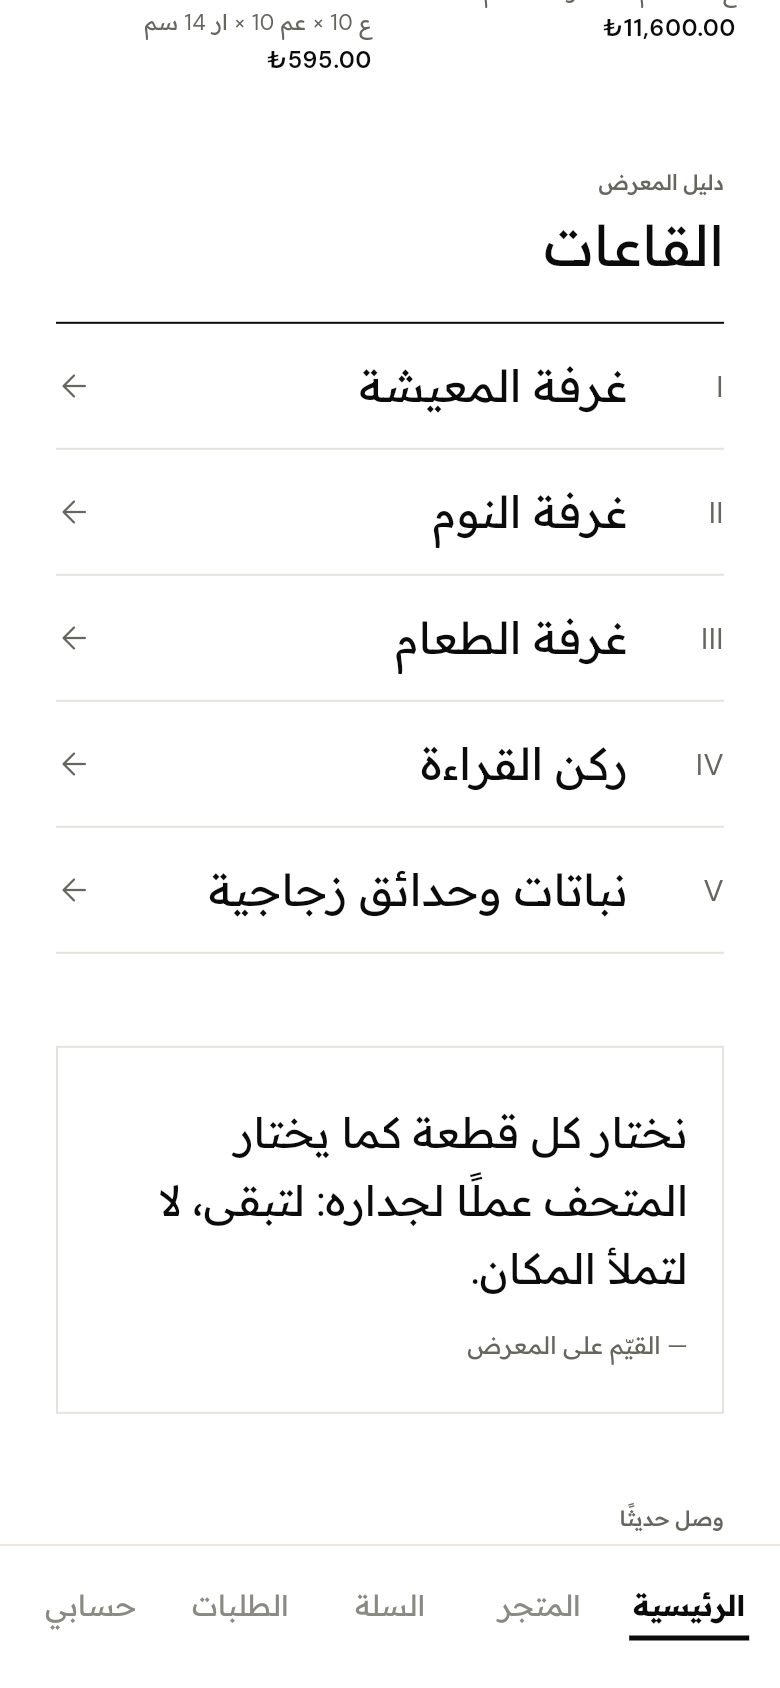 ₺11,600.00
ع 10 × عم 10 × ار 14 سم
₺595.00
دليل المعرض
القاعات
I غرفة المعيشة ←
II غرفة النوم ←
III غرفة الطعام ←
IV ركن القراءة ←
V نباتات وحدائق زجاجية ←
نختار كل قطعة كما يختار
المتحف عملًا لجداره: لتبقى، لا
لتملأ المكان.
— القيّم على المعرض
وصل حديثًا
الرئيسية المتجر السلة الطلبات حسابي